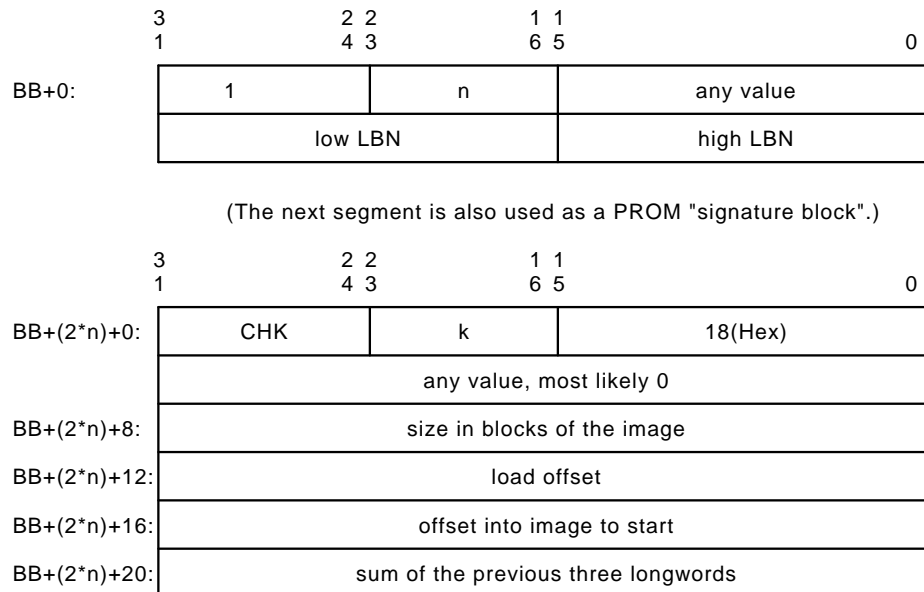 3 2 2 1 1
1 4 3 6 5 0
BB+0: 1 n any value
low LBN high LBN
(The next segment is also used as a PROM "signature block".)
3 2 2 1 1
1 4 3 6 5 0
BB+(2*n)+0: CHK k 18(Hex)
any value, most likely 0
BB+(2*n)+8: size in blocks of the image
BB+(2*n)+12: load offset
BB+(2*n)+16: offset into image to start
BB+(2*n)+20: sum of the previous three longwords